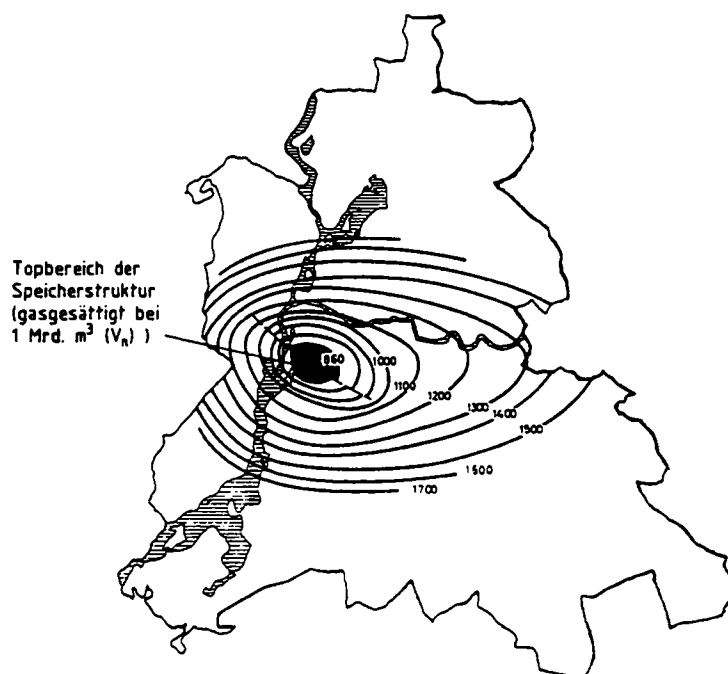 Topbereich der
Speicherstruktur
(gasgesättigt bei
1 Mrd. m³ (Vₙ) )
860
1000
1100
1200
1300
1400
1500
1600
1700